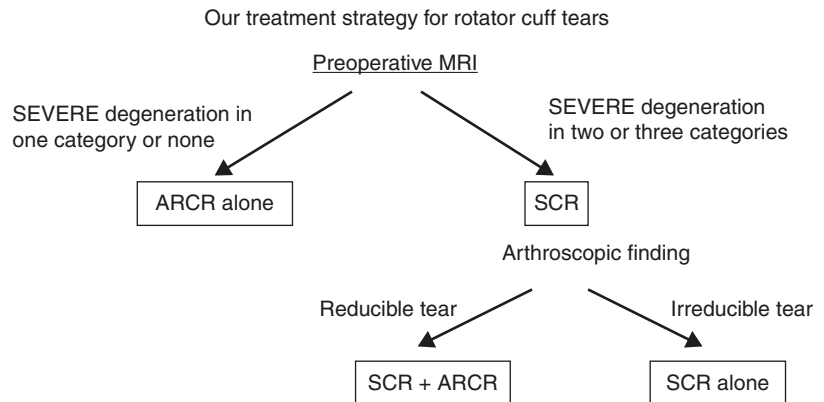 Our treatment strategy for rotator cuff tears
Preoperative MRI
SEVERE degeneration in
one category or none
SEVERE degeneration
in two or three categories
ARCR alone
SCR
Arthroscopic finding
Reducible tear
Irreducible tear
SCR + ARCR
SCR alone